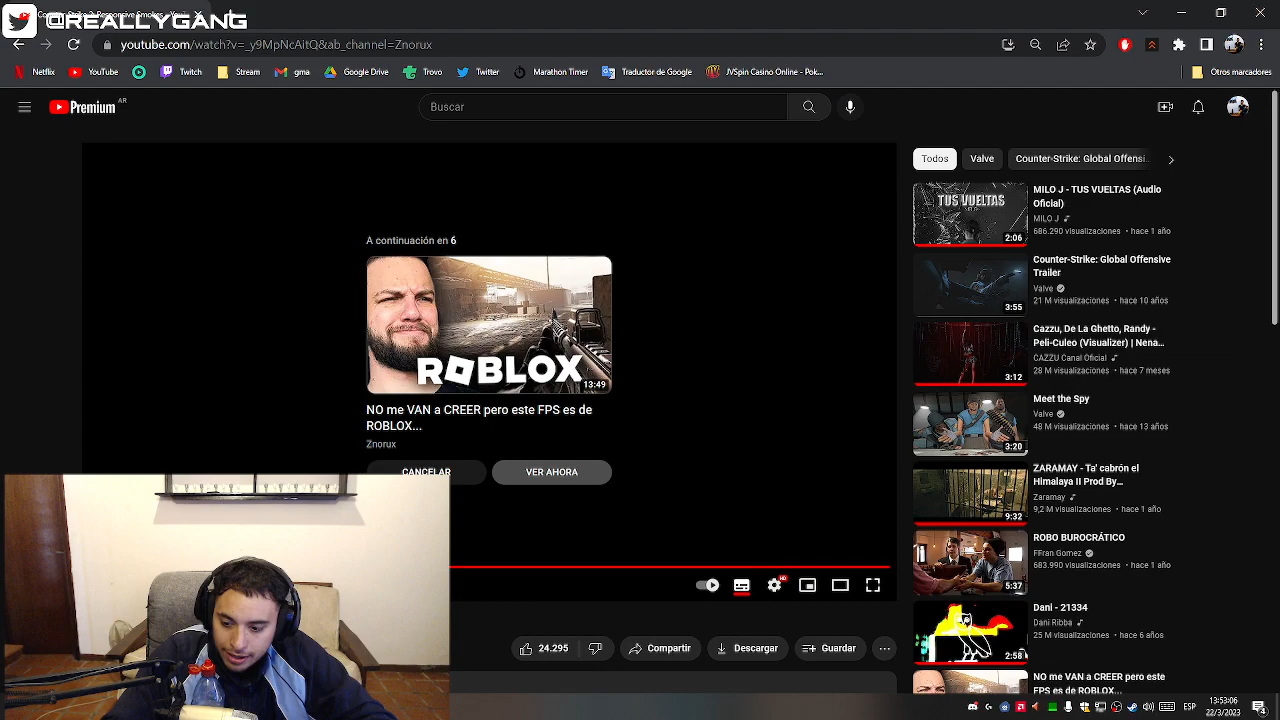 @REALLYGANG
youtube.com/watch?v=_y9MpNcAitQ&ab_channel=Znorux
Netflix
YouTube
Twitch
Stream
gma
Google Drive
Trovo
Twitter
Marathon Timer
Traductor de Google
JVSpin Casino Online - Pok...
Otros marcadores
Premium
AR
Buscar
A continuación en 6
ROBLOX
13:49
NO me VAN a CREER pero este FPS es de
ROBLOX...
Znorux
CANCELAR
VER AHORA
HD
24.295
Compartir
Descargar
Guardar
Todos
Valve
Counter-Strike: Global Offensi...
TUS VUELTAS
2:06
MILO J - TUS VUELTAS (Audio
Oficial)
MILO J
686.290 visualizaciones • hace 1 año
3:55
Counter-Strike: Global Offensive
Trailer
Valve
21 M visualizaciones • hace 10 años
3:12
Cazzu, De La Ghetto, Randy -
Peli-Culeo (Visualizer) | Nena...
CAZZU Canal Oficial
28 M visualizaciones • hace 7 meses
3:20
Meet the Spy
Valve
48 M visualizaciones • hace 13 años
9:32
ZARAMAY - Ta' cabrón el
Himalaya II Prod By...
Zaramay
9,2 M visualizaciones • hace 1 año
5:37
ROBO BUROCRÁTICO
FFran Gomez
683.990 visualizaciones • hace 1 año
2:58
Dani - 21334
Dani Ribba
25 M visualizaciones • hace 6 años
NO me VAN a CREER pero este
FPS es de ROBLOX...
ESP
13:53:06
22/3/2023